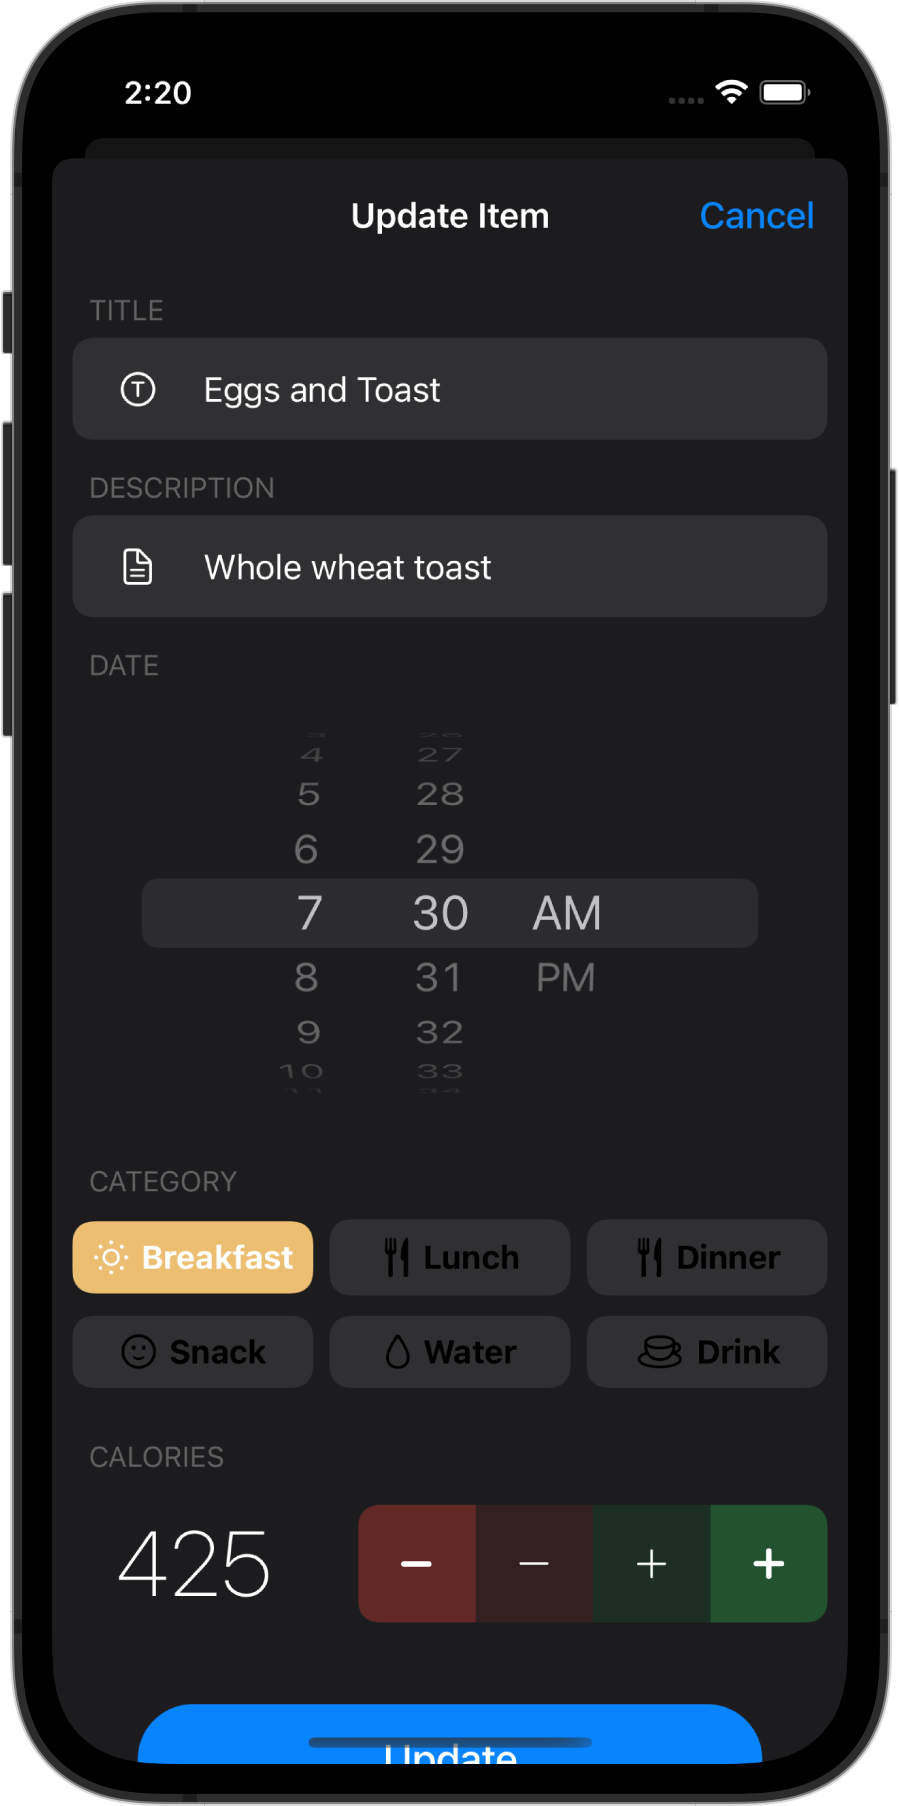 2:20
Update Item Cancel
TITLE
T Eggs and Toast
DESCRIPTION
Whole wheat toast
DATE
4 27
5 28
6 29
7 30 AM
8 31 PM
9 32
10 33
CATEGORY
Breakfast Lunch Dinner
Snack Water Drink
CALORIES
425 − − + +
Update